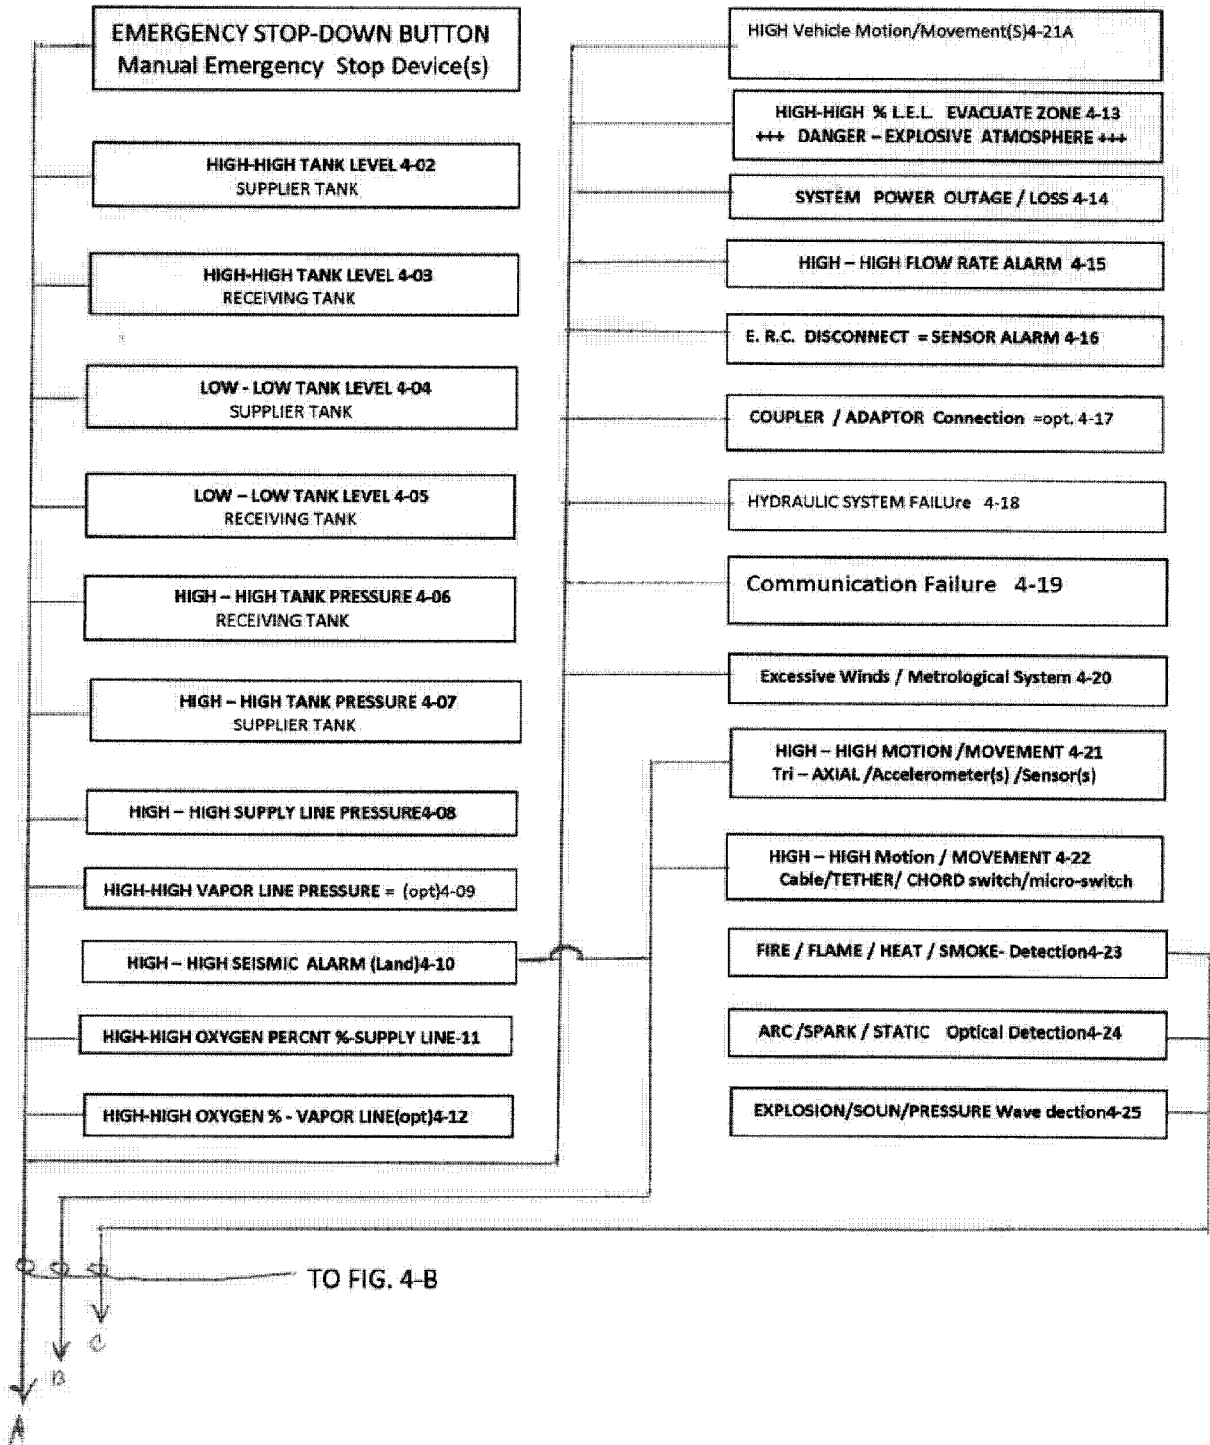 EMERGENCY STOP-DOWN BUTTON
Manual Emergency Stop Device(s)
HIGH-HIGH TANK LEVEL 4-02
SUPPLIER TANK
HIGH-HIGH TANK LEVEL 4-03
RECEIVING TANK
LOW - LOW TANK LEVEL 4-04
SUPPLIER TANK
LOW – LOW TANK LEVEL 4-05
RECEIVING TANK
HIGH – HIGH TANK PRESSURE 4-06
RECEIVING TANK
HIGH – HIGH TANK PRESSURE 4-07
SUPPLIER TANK
HIGH – HIGH SUPPLY LINE PRESSURE4-08
HIGH-HIGH VAPOR LINE PRESSURE = (opt)4-09
HIGH – HIGH SEISMIC ALARM (Land)4-10
HIGH-HIGH OXYGEN PERCNT %-SUPPLY LINE-11
HIGH-HIGH OXYGEN % - VAPOR LINE(opt)4-12
HIGH Vehicle Motion/Movement(S)4-21A
HIGH-HIGH % L.E.L. EVACUATE ZONE 4-13
+++ DANGER – EXPLOSIVE ATMOSPHERE +++
SYSTEM POWER OUTAGE / LOSS 4-14
HIGH – HIGH FLOW RATE ALARM 4-15
E. R.C. DISCONNECT = SENSOR ALARM 4-16
COUPLER / ADAPTOR Connection =opt. 4-17
HYDRAULIC SYSTEM FAILUre 4-18
Communication Failure 4-19
Excessive Winds / Metrological System 4-20
HIGH – HIGH MOTION /MOVEMENT 4-21
Tri – AXIAL /Accelerometer(s) /Sensor(s)
HIGH – HIGH Motion / MOVEMENT 4-22
Cable/TETHER/ CHORD switch/micro-switch
FIRE / FLAME / HEAT / SMOKE- Detection4-23
ARC /SPARK / STATIC Optical Detection4-24
EXPLOSION/SOUN/PRESSURE Wave dection4-25
TO FIG. 4-B
C
B
A